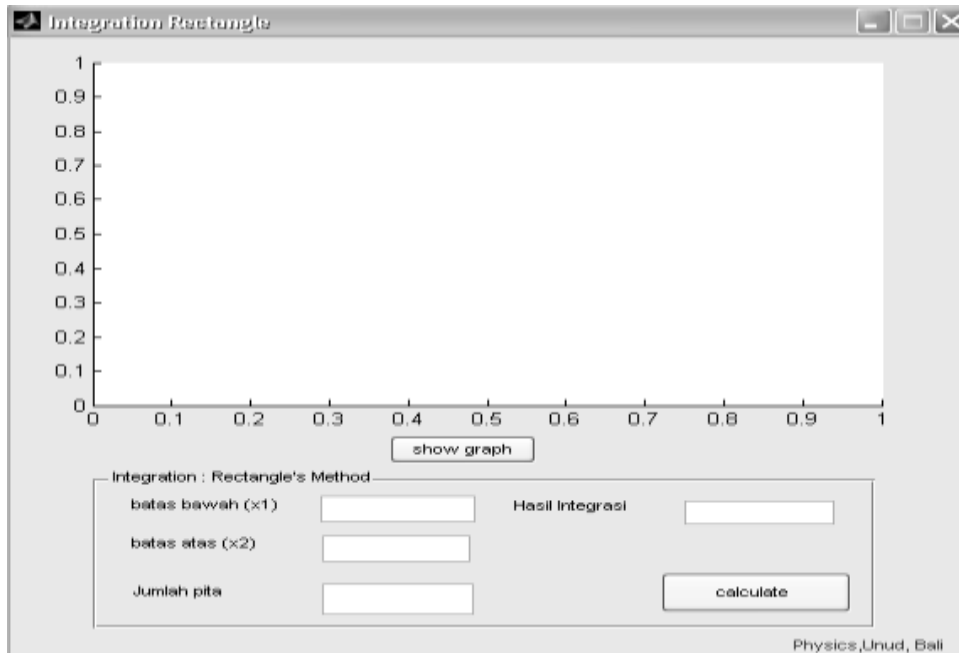 Integration Rectangle
1
0.9
0.8
0.7
0.6
0.5
0.4
0.3
0.2
0.1
0
0 0.1 0.2 0.3 0.4 0.5 0.6 0.7 0.8 0.9 1
show graph
Integration : Rectangle's Method
batas bawah (x1) Hasil Integrasi
batas atas (x2)
Jumlah pita calculate
Physics,Unud, Bali